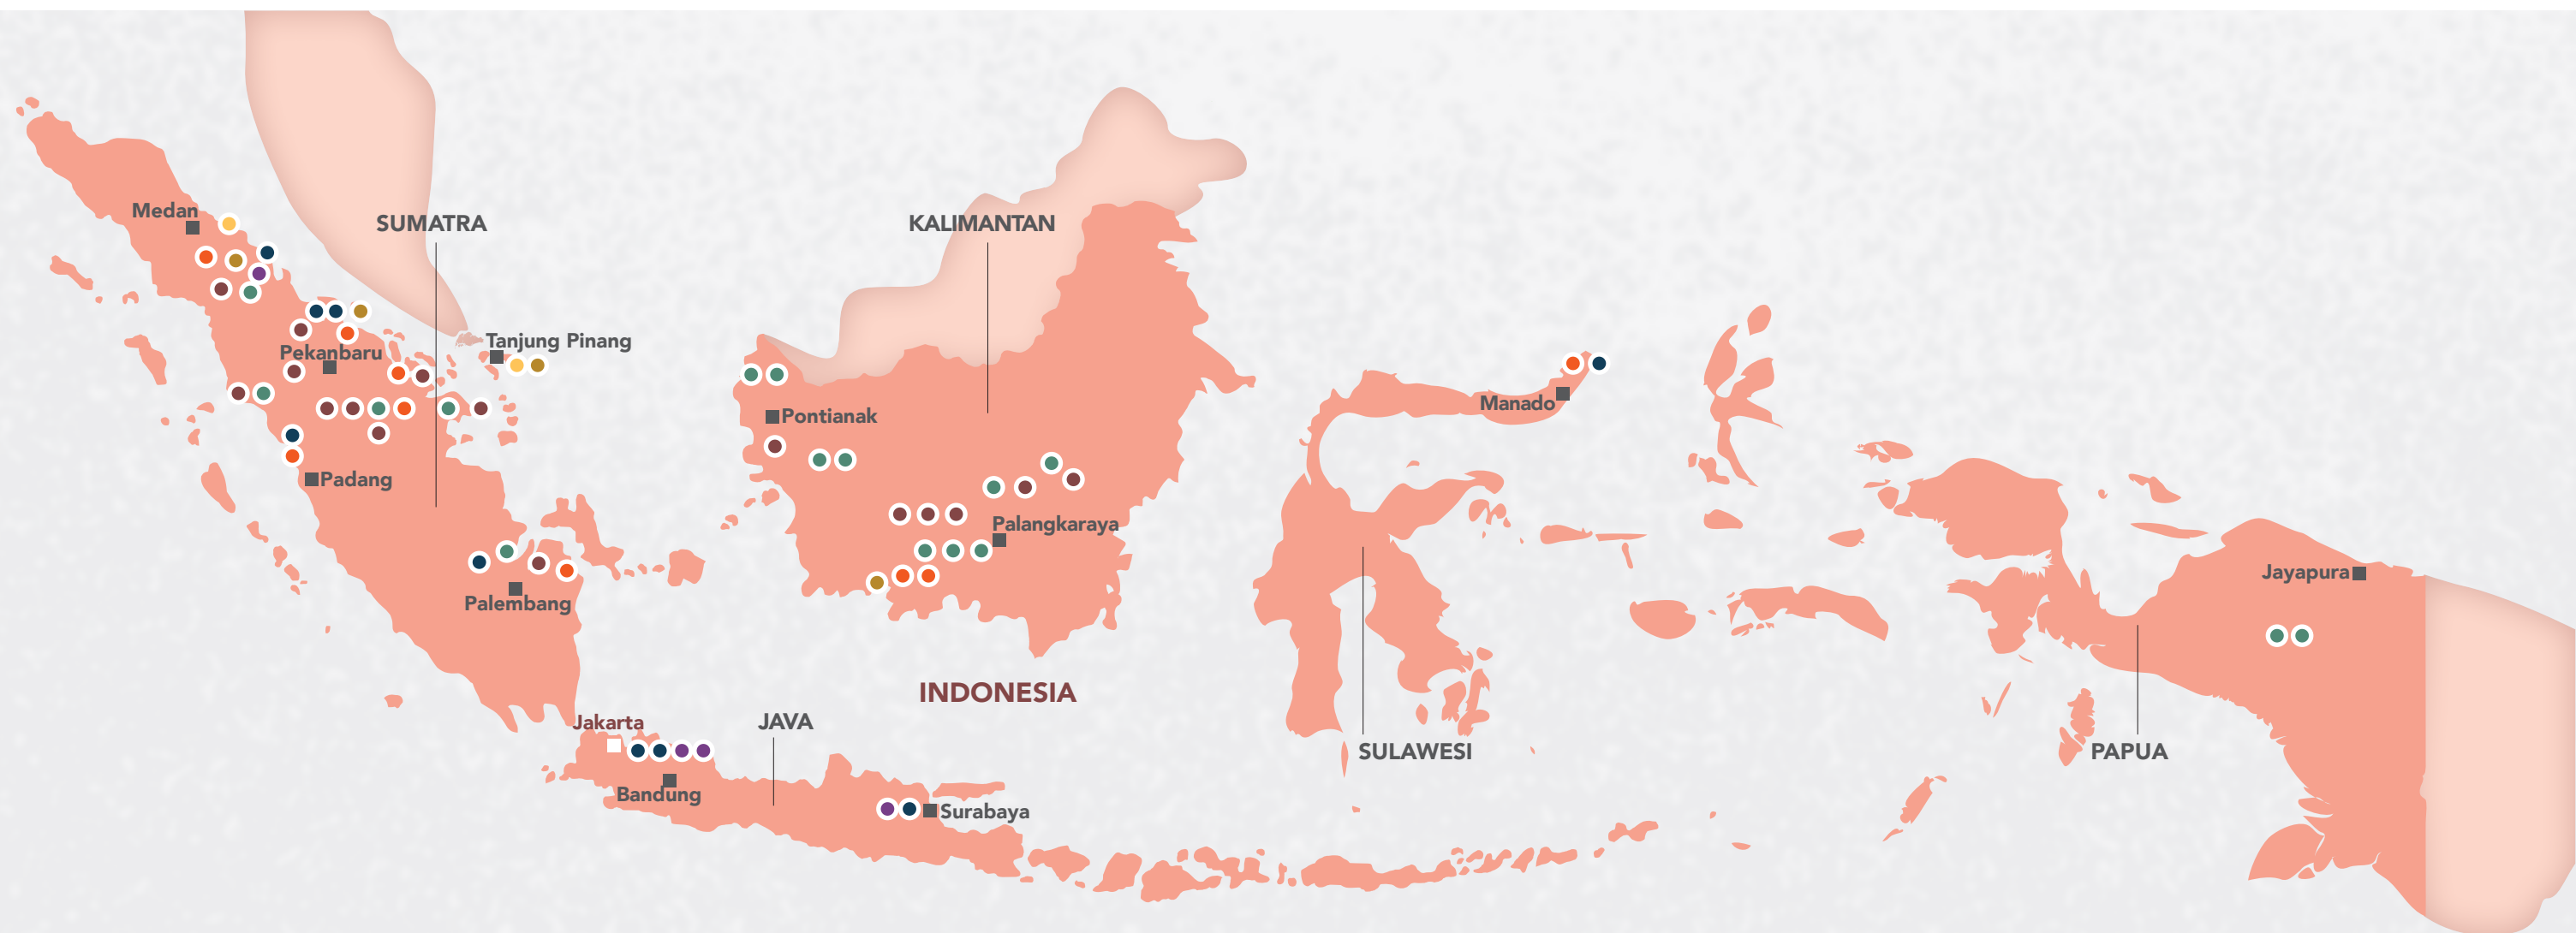 Medan
SUMATRA
KALIMANTAN
Tanjung Pinang
Pekanbaru
Pontianak
Manado
Padang
Palangkaraya
Jayapura
Palembang
INDONESIA
Jakarta
JAVA
SULAWESI
PAPUA
Bandung
Surabaya